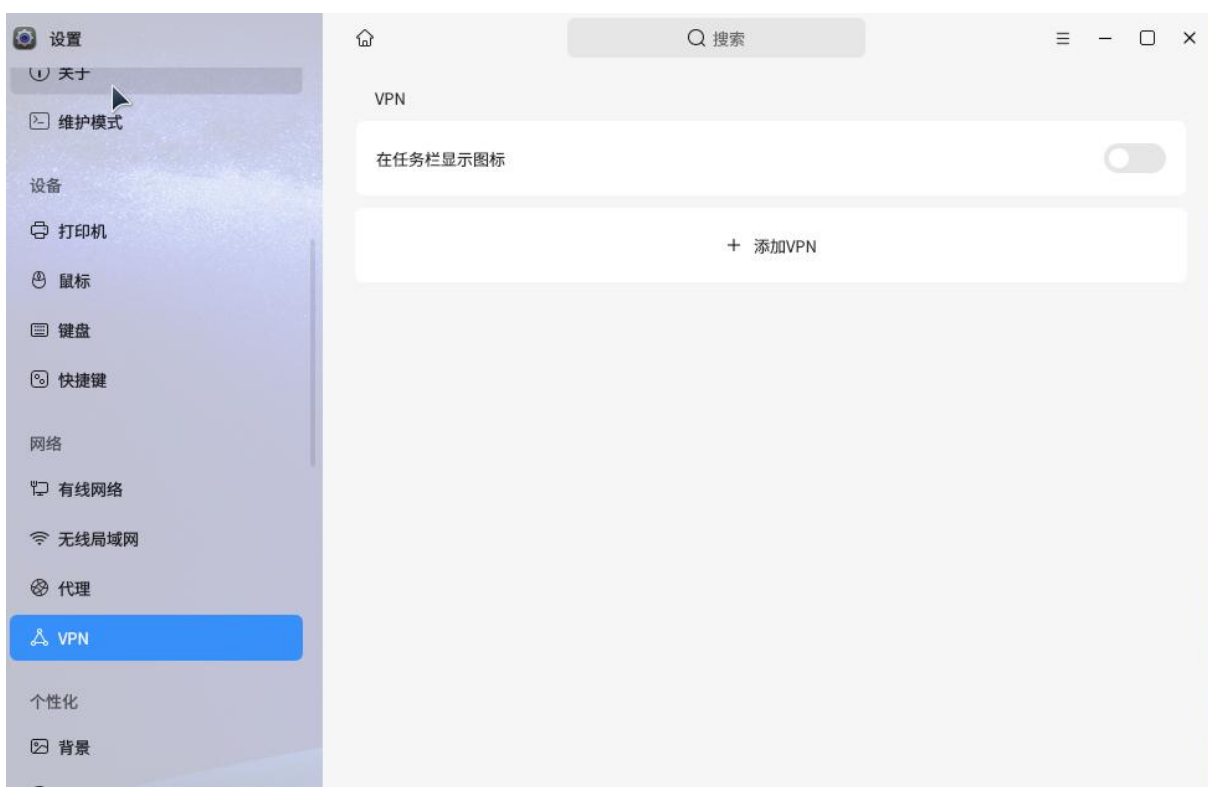 设置
搜索
关于
维护模式
设备
打印机
鼠标
键盘
快捷键
网络
有线网络
无线局域网
代理
VPN
个性化
背景
VPN
在任务栏显示图标
添加VPN